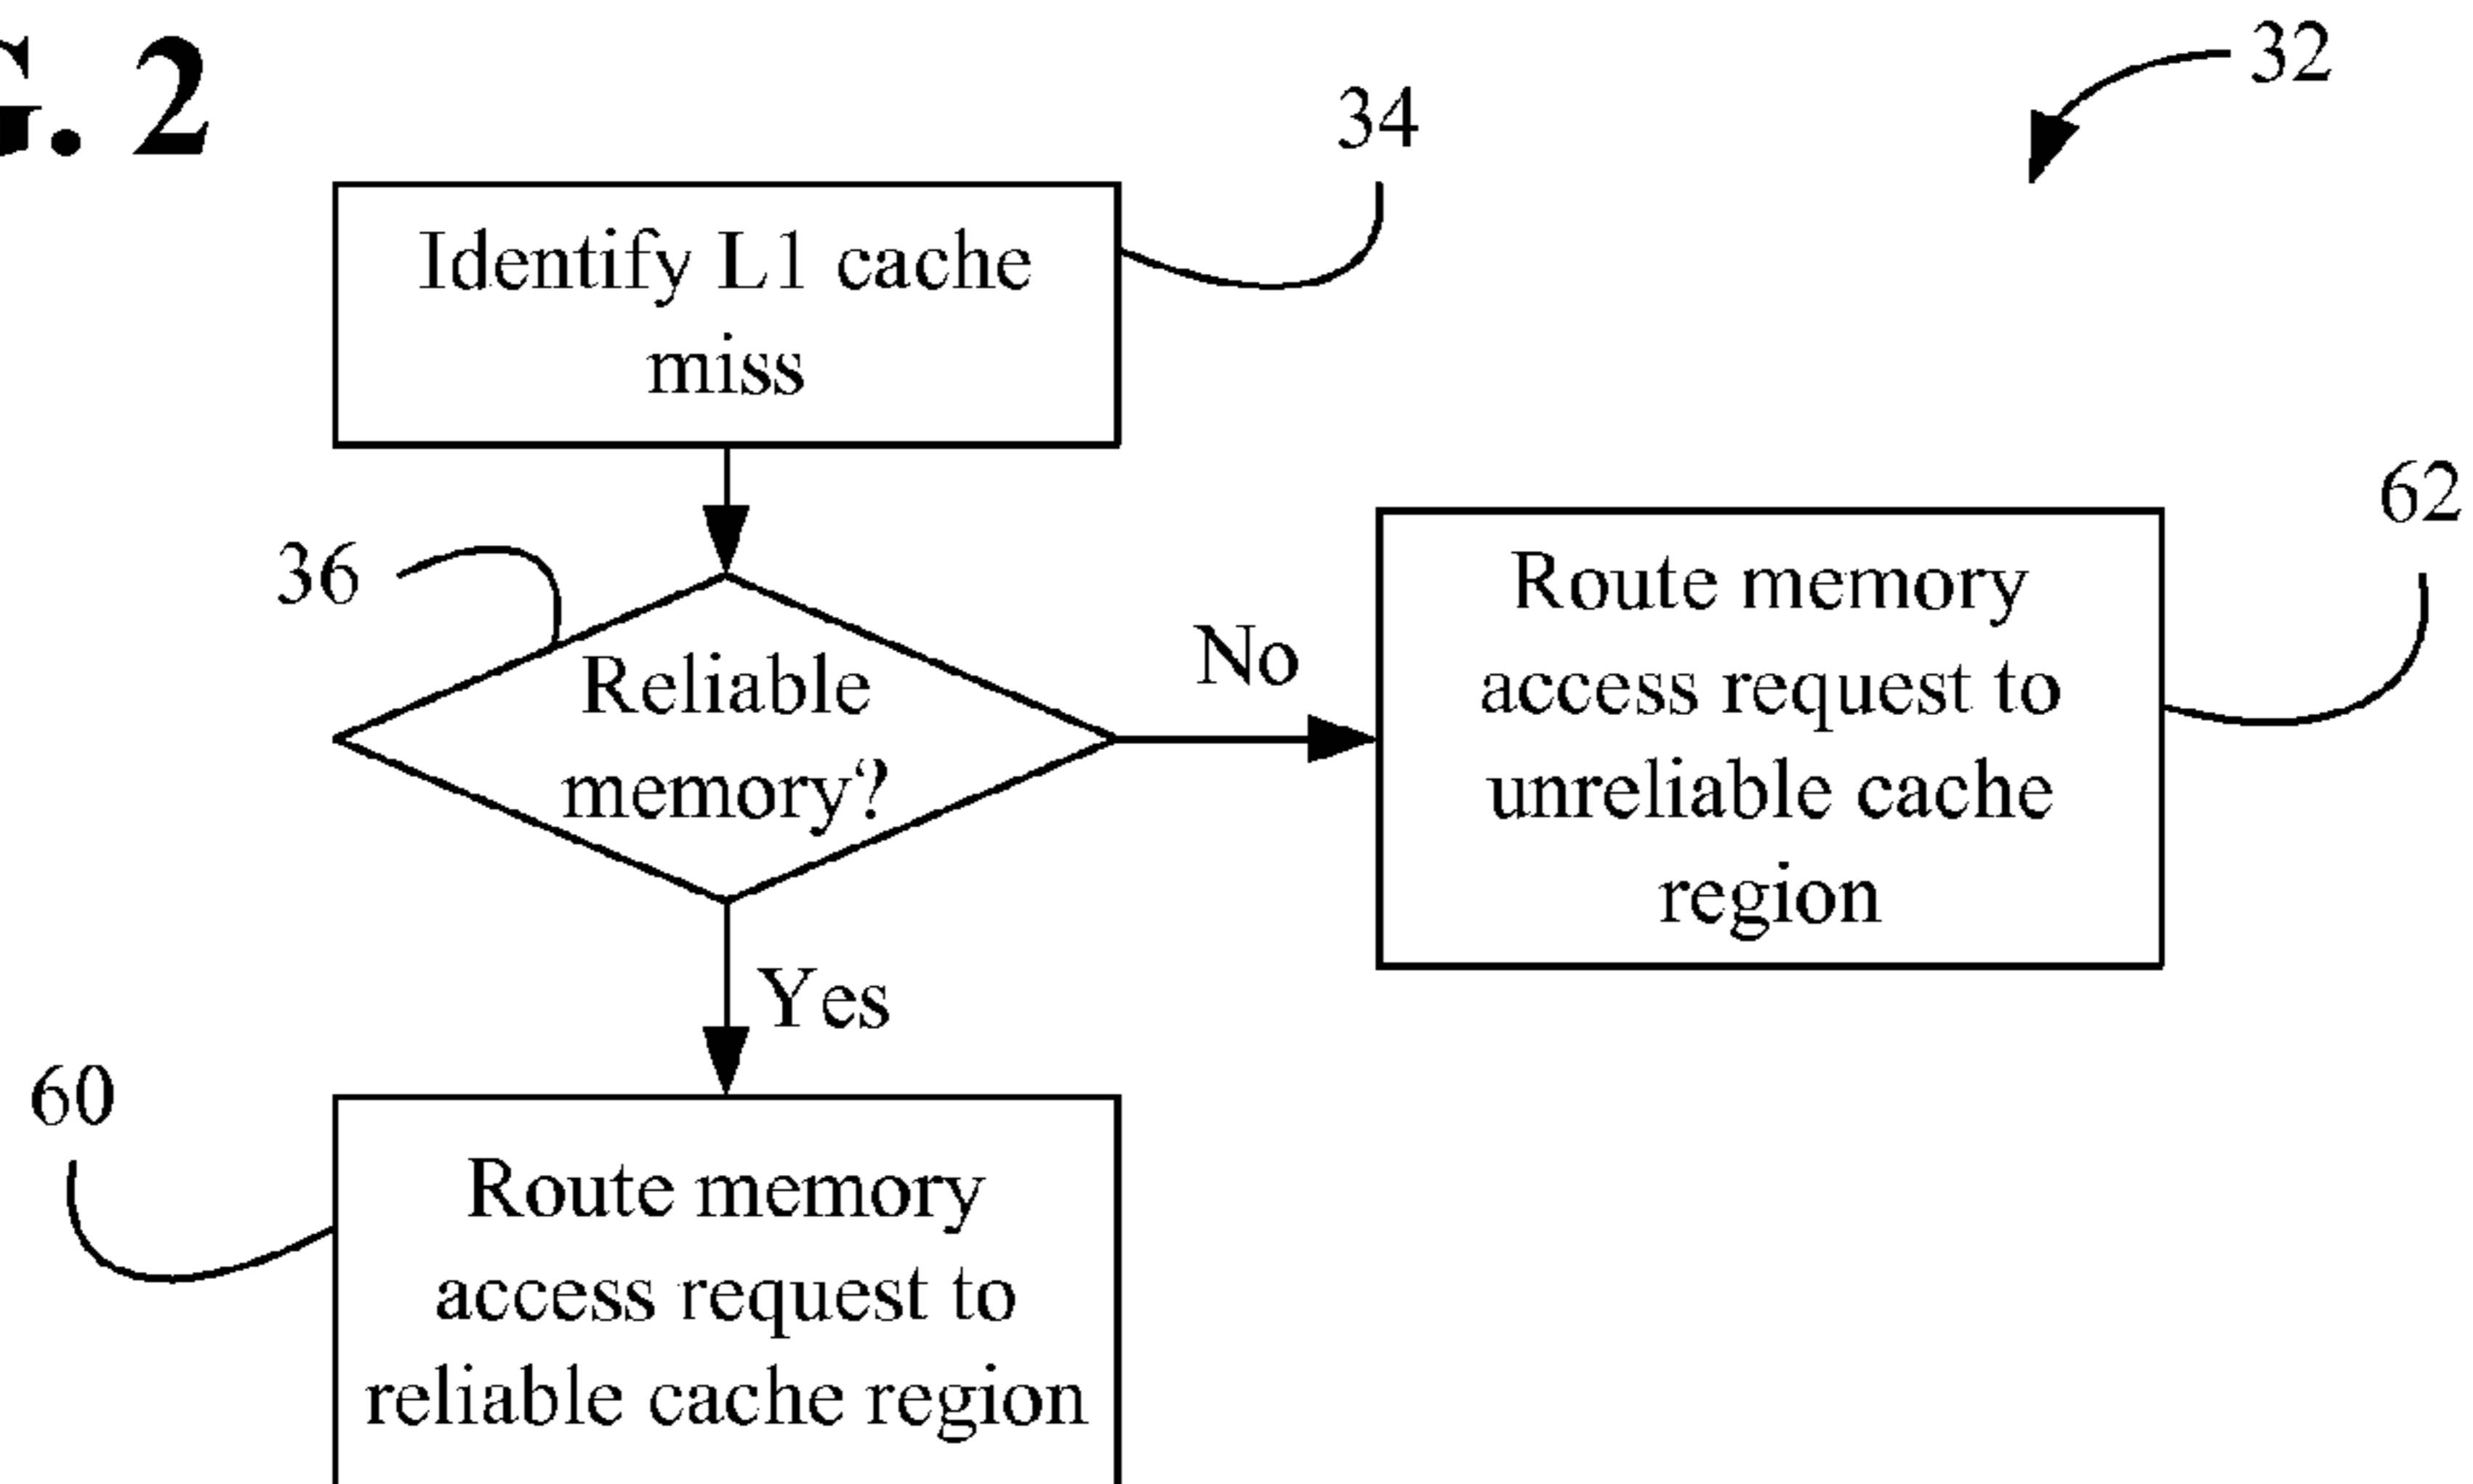 G. 2
32
34
Identify L1 cache
miss
36
Reliable
memory?
No
62
Route memory
access request to
unreliable cache
region
Yes
60
Route memory
access request to
reliable cache region